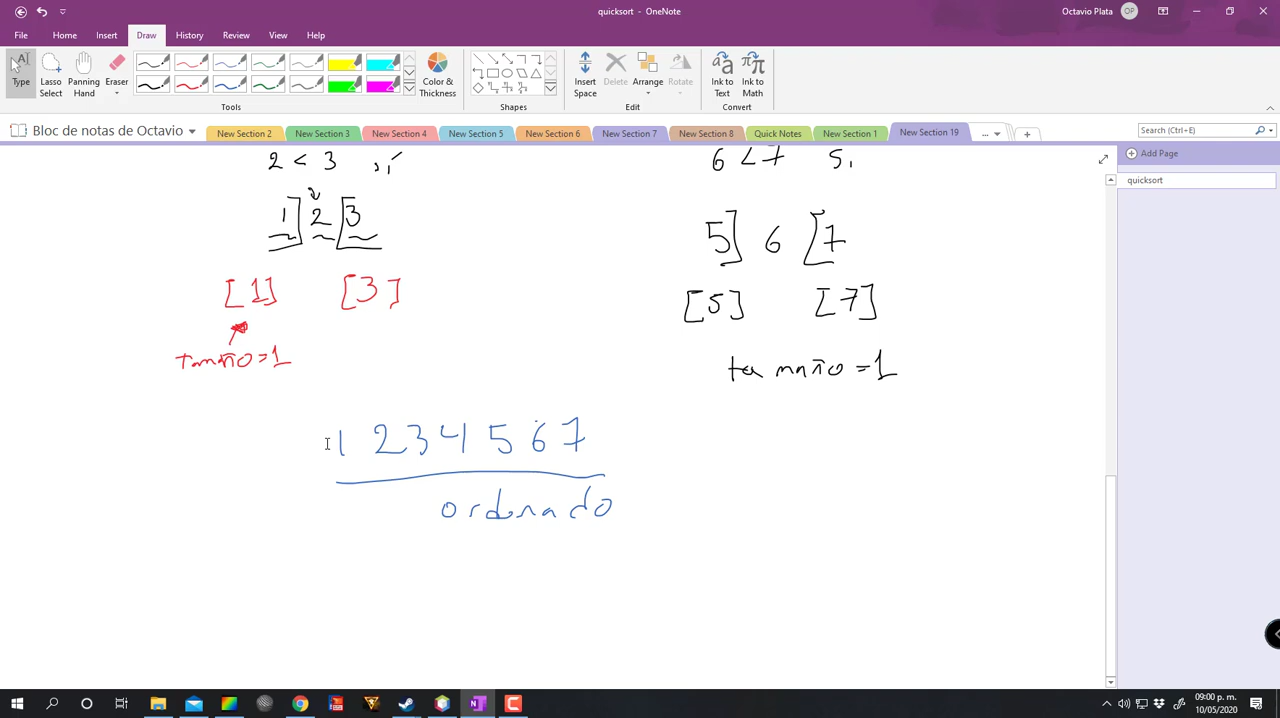 quicksort - OneNote
Octavio Plata OP
File Home Insert Draw History Review View Help
Type
Lasso Select
Panning Hand
Eraser
Color & Thickness
Insert Space
Delete
Arrange
Rotate
Ink to Text
Ink to Math
Tools
Shapes
Edit
Convert
Bloc de notas de Octavio
New Section 2 New Section 3 New Section 4 New Section 5 New Section 6 New Section 7 New Section 8 Quick Notes New Section 1 New Section 19 ...
Search (Ctrl+E)
Add Page
quicksort
2 < 3 sí
6 < 7 si
1] 2 [3
5] 6 [7
[1] [3]
[5] [7]
tamaño=1
tamaño=1
1 2 3 4 5 6 7
ordenado
09:00 p. m.
10/05/2020